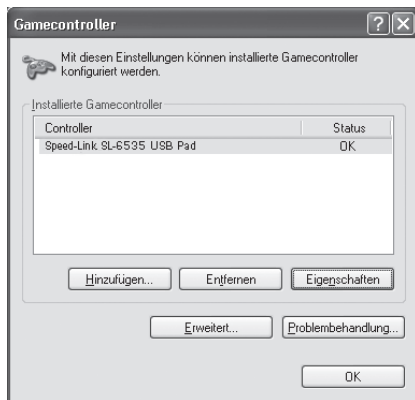 Gamecontroller
Mit diesen Einstellungen können installierte Gamecontroller
konfiguriert werden.
Installierte Gamecontroller
Controller Status
Speed-Link SL-6535 USB Pad OK
Hinzufügen... Entfernen Eigenschaften
Erweitert... Problembehandlung...
OK